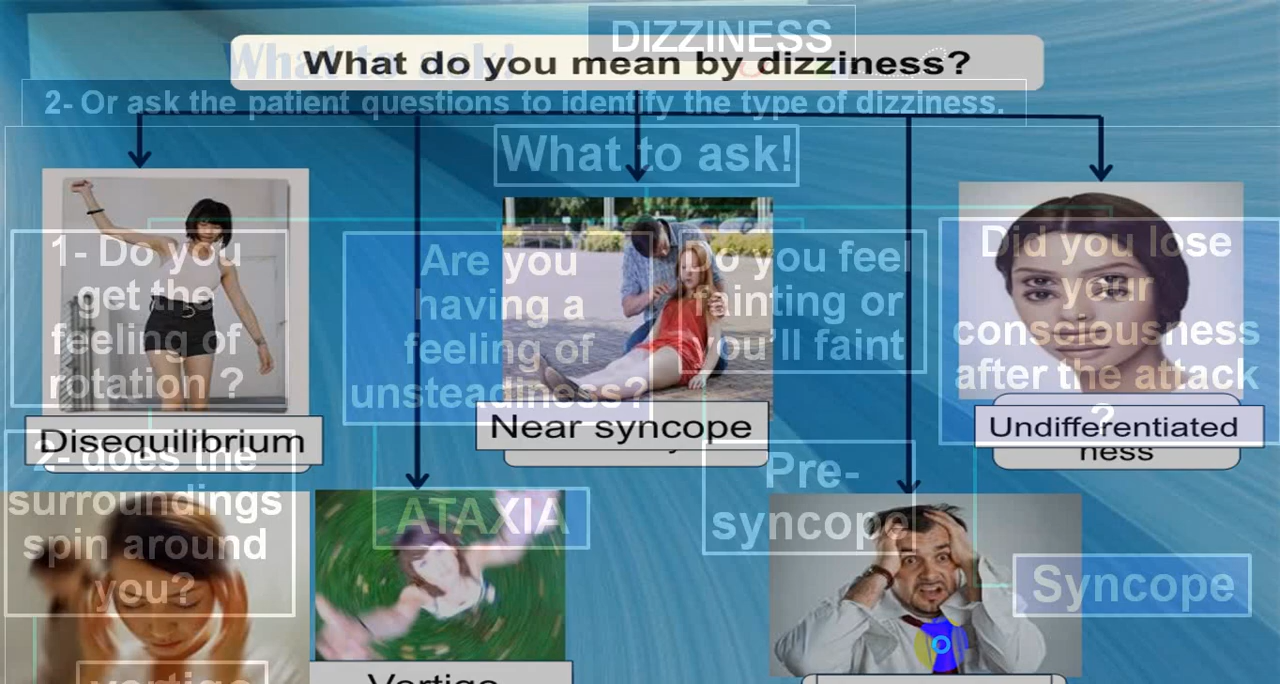 DIZZINESS
What to ask!
What do you mean by dizziness?
2- Or ask the patient questions to identify the type of dizziness.
What to ask!
1- Do you
get the
feeling of
rotation ?
Are you
having a
feeling of
unsteadiness?
you feel
fainting or
you'll faint
Did you lose
your
consciousness
after the attack
?
Disequilibrium
Near syncope
Undifferentiated
ness
2- does the
surroundings
spin around
you?
ATAXIA
Pre-
syncope
Syncope
vertigo
Vertigo